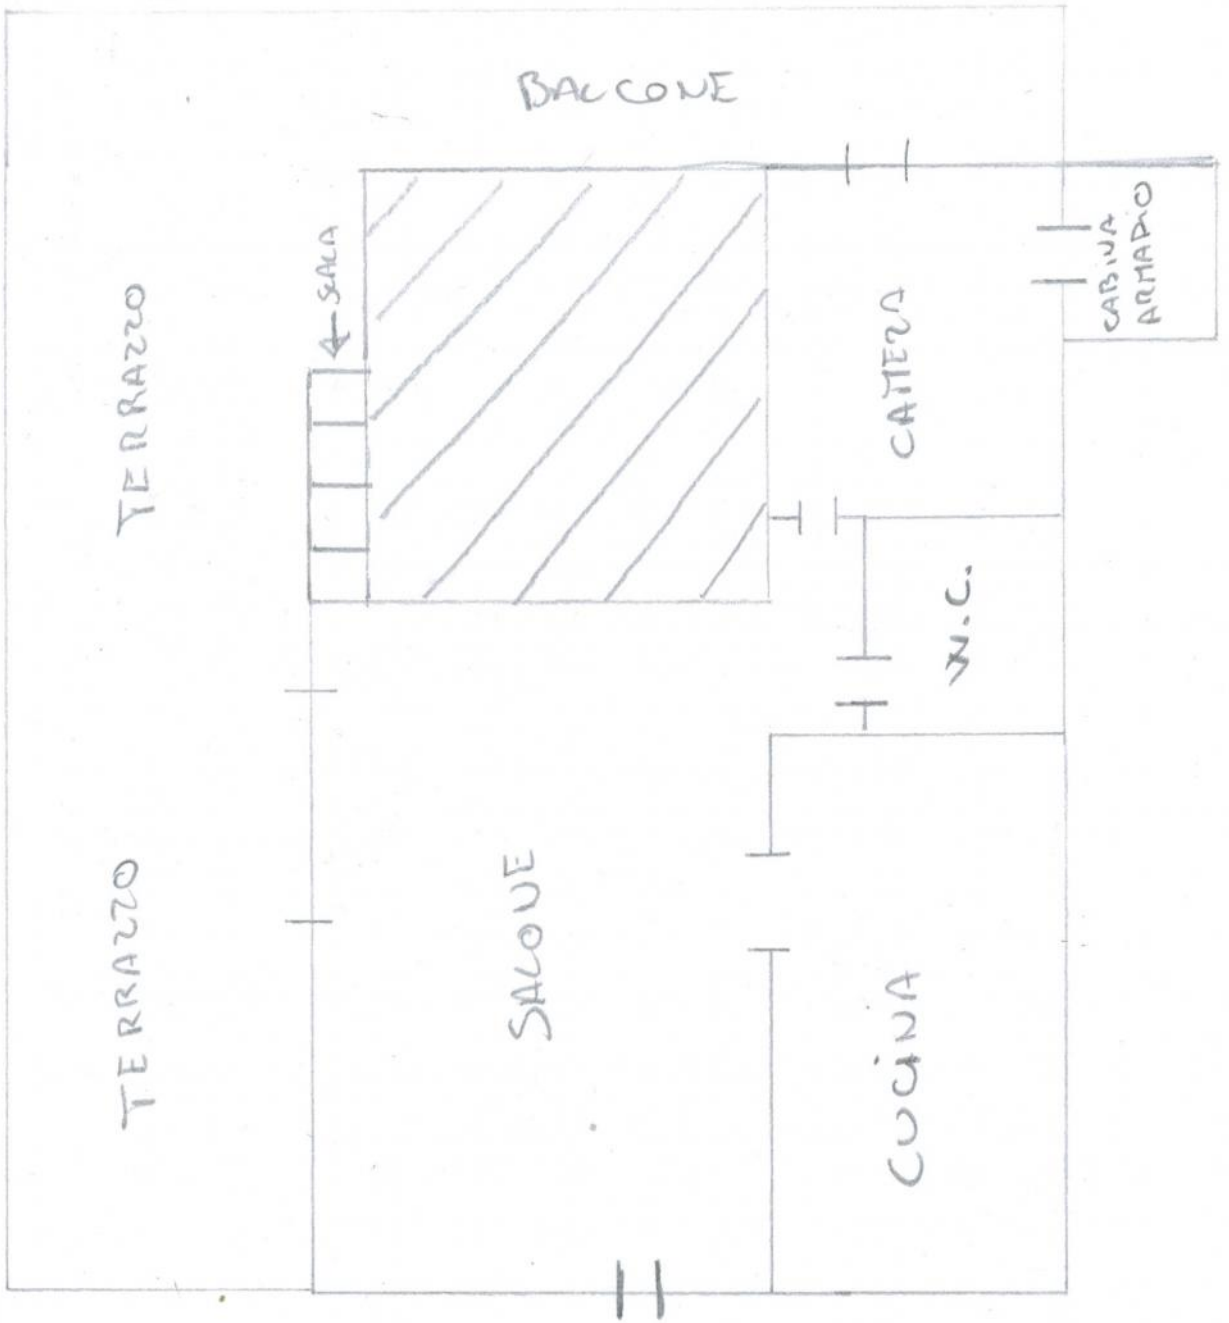 BALCONE
SCALA
CABINA
ARMADIO
TERRAZZO
CAMERA
W.C.
TERRAZZO
SALONE
CUCINA